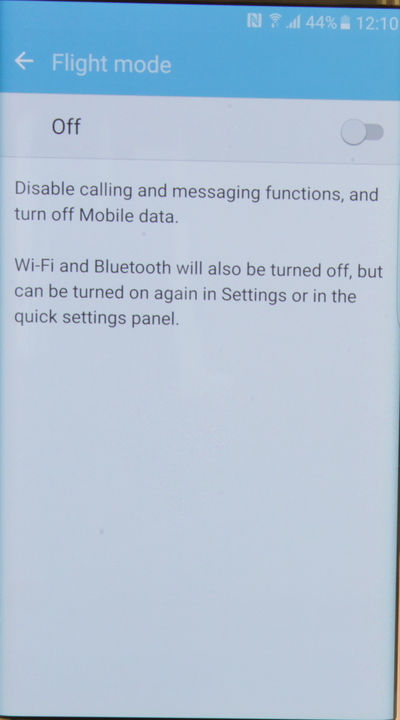 44% 12:10
Flight mode
Off
Disable calling and messaging functions, and
turn off Mobile data.
Wi-Fi and Bluetooth will also be turned off, but
can be turned on again in Settings or in the
quick settings panel.